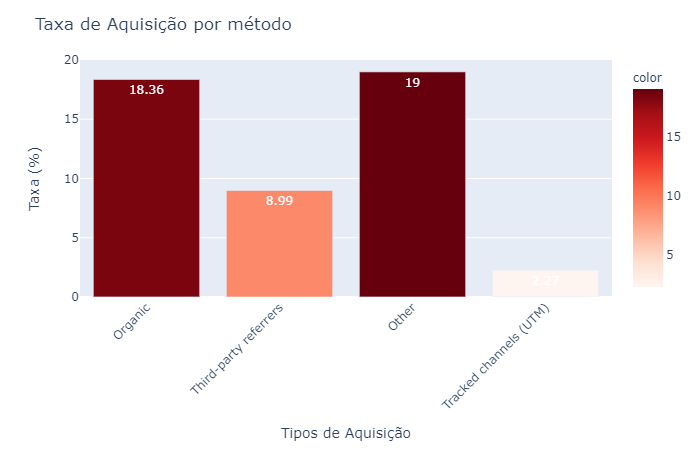 Taxa de Aquisição por método
Taxa (%)
20
15
10
5
0
18.36
8.99
19
2.27
Organic
Third-party referrers
Other
Tracked channels (UTM)
Tipos de Aquisição
color
15
10
5